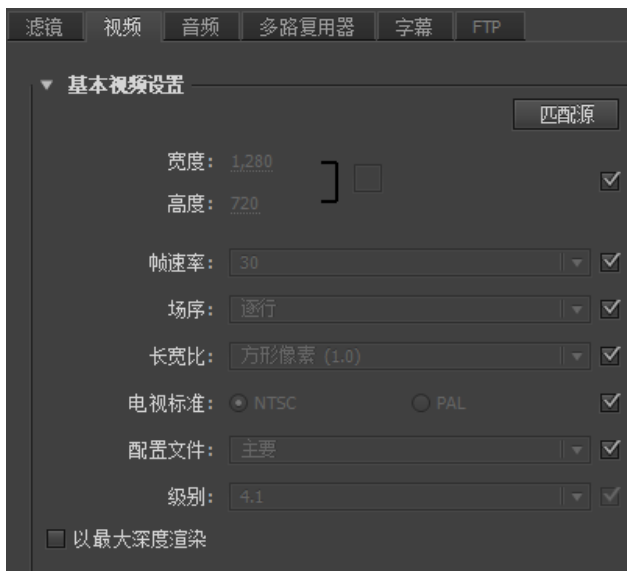 滤镜 视频 音频 多路复用器 字幕 FTP
基本视频设置
匹配源
宽度: 1,280
高度: 720
帧速率: 30
场序: 逐行
长宽比: 方形像素 (1.0)
电视标准: NTSC PAL
配置文件: 主要
级别: 4.1
以最大深度渲染